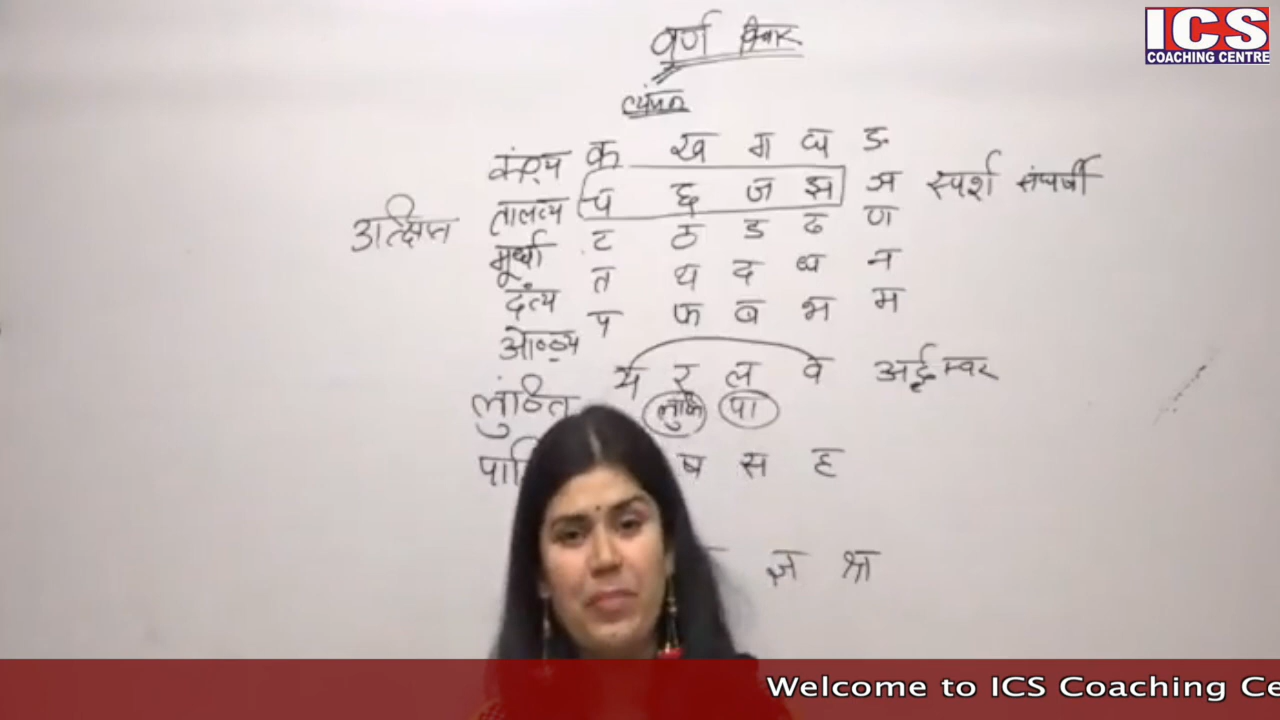 ICS
COACHING CENTRE
वर्ण विचार
व्यंजन
कंठ्य क ख ग घ ङ
तालव्य च छ ज झ ञ स्पर्श संघर्षी
उत्क्षिप्त
मूर्धा ट ठ ड ढ ण
दंत्य त थ द ध न
ओष्ठ्य प फ ब भ म
य र ल व अर्द्धस्वर
लुंठित पा
ष स ह
ज्ञ श्र
Welcome to ICS Coaching Ce